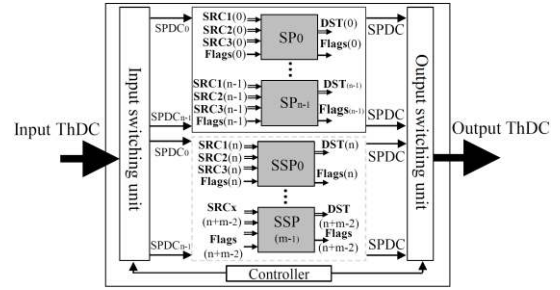 Input ThDC
Input switching unit
SPDC0
SPDCn-1
SPDC0
SPDCn-1
SRC1(0)
SRC2(0)
SRC3(0)
Flags(0)
SP0
DST(0)
Flags(0)
SRC1(n-1)
SRC2(n-1)
SRC3(n-1)
Flags(n-1)
SPn-1
DST(n-1)
Flags(n-1)
SRC1(n)
SRC2(n)
SRC3(n)
Flags(n)
SSP0
DST(n)
Flags(n)
SRCx
(n+m-2)
Flags
(n+m-2)
SSP
(m-1)
DST
(n+m-2)
Flags
(n+m-2)
SPDC
SPDC
SPDC
SPDC
Output switching unit
Output ThDC
Controller